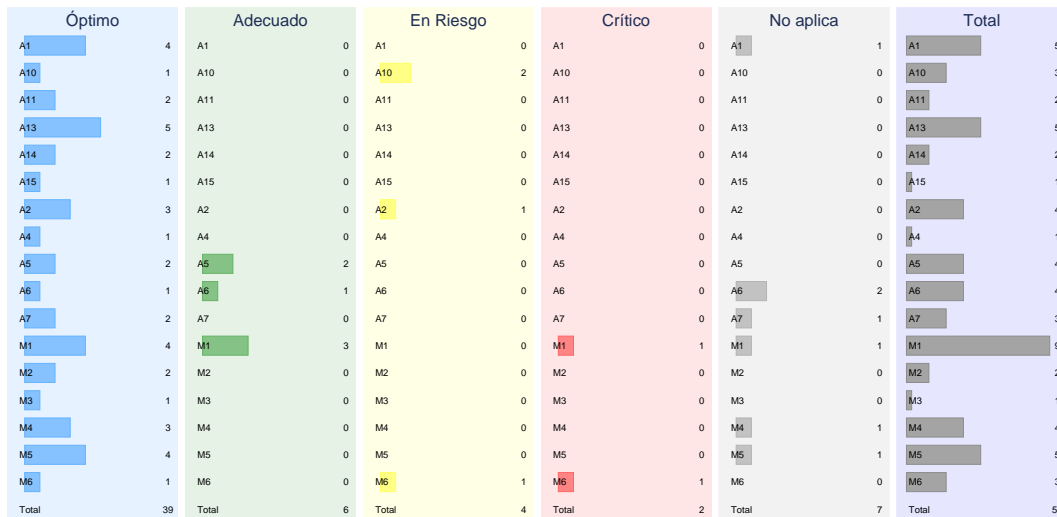 Óptimo Adecuado En Riesgo Crítico No aplica Total
A1 4 A1 0 A1 0 A1 0 A1 1 A1 5
A10 1 A10 0 A10 2 A10 0 A10 0 A10 3
A11 2 A11 0 A11 0 A11 0 A11 0 A11 2
A13 5 A13 0 A13 0 A13 0 A13 0 A13 5
A14 2 A14 0 A14 0 A14 0 A14 0 A14 2
A15 1 A15 0 A15 0 A15 0 A15 0 A15 1
A2 3 A2 0 A2 1 A2 0 A2 0 A2 4
A4 1 A4 0 A4 0 A4 0 A4 0 A4 1
A5 2 A5 2 A5 0 A5 0 A5 0 A5 4
A6 1 A6 1 A6 0 A6 0 A6 2 A6 4
A7 2 A7 0 A7 0 A7 0 A7 1 A7 3
M1 4 M1 3 M1 0 M1 1 M1 1 M1 9
M2 2 M2 0 M2 0 M2 0 M2 0 M2 2
M3 1 M3 0 M3 0 M3 0 M3 0 M3 1
M4 3 M4 0 M4 0 M4 0 M4 1 M4 4
M5 4 M5 0 M5 0 M5 0 M5 1 M5 5
M6 1 M6 0 M6 1 M6 1 M6 0 M6 3
Total 39 Total 6 Total 4 Total 2 Total 7 Total 5